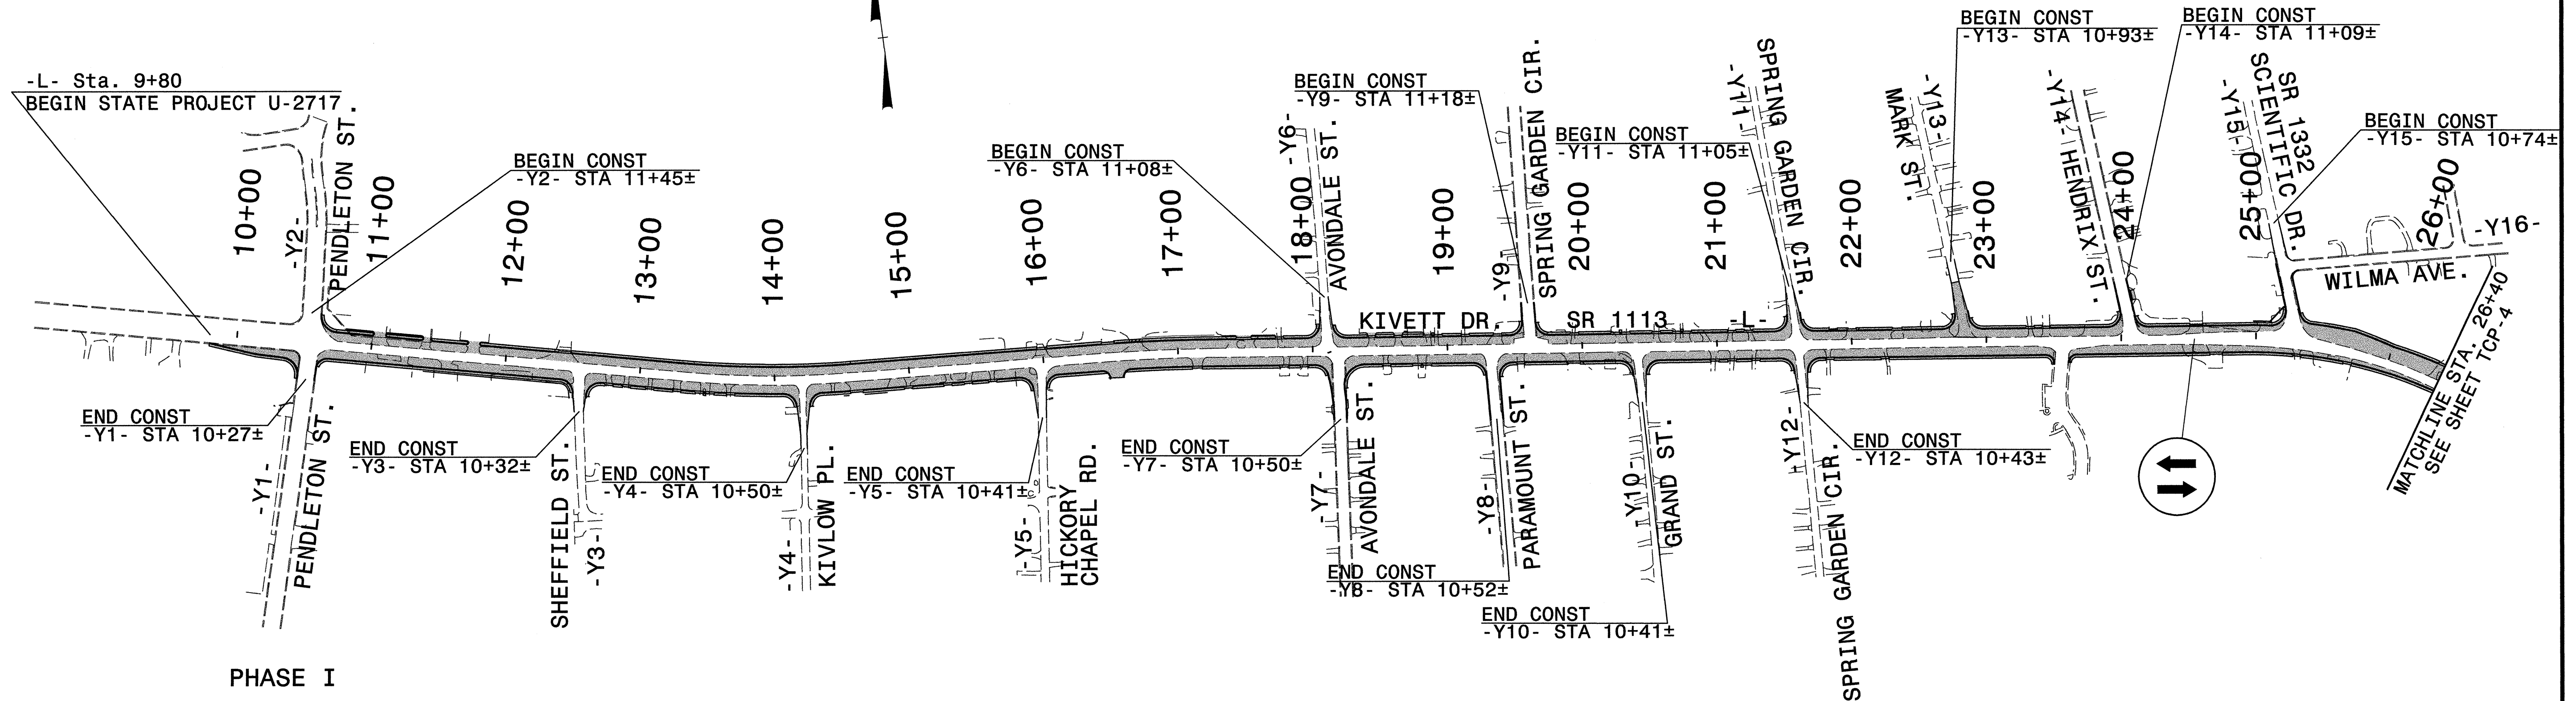 -L- Sta. 9+80
BEGIN STATE PROJECT U-2717
PENDLETON ST.
-Y2-
10+00
11+00
BEGIN CONST
-Y2- STA 11+45±
12+00
13+00
14+00
15+00
16+00
17+00
BEGIN CONST
-Y6- STA 11+08±
18+00
-Y6-
AVONDALE ST.
BEGIN CONST
-Y9- STA 11+18±
19+00
-Y9-
SPRING GARDEN CIR.
20+00
BEGIN CONST
-Y11- STA 11+05±
21+00
-Y11-
SPRING GARDEN CIR.
22+00
MARK ST.
-Y13-
BEGIN CONST
-Y13- STA 10+93±
23+00
-Y14-
HENDRIX ST.
24+00
BEGIN CONST
-Y14- STA 11+09±
-Y15-
SR 1332
SCIENTIFIC DR.
25+00
BEGIN CONST
-Y15- STA 10+74±
26+00
-Y16-
WILMA AVE.
KIVETT DR.
SR 1113
-L-
MATCHLINE STA. 26+40
SEE SHEET TCP-4
END CONST
-Y1- STA 10+27±
-Y1-
PENDLETON ST.
END CONST
-Y3- STA 10+32±
SHEFFIELD ST.
-Y3-
END CONST
-Y4- STA 10+50±
-Y4-
KIVLOW PL.
END CONST
-Y5- STA 10+41±
-Y5-
HICKORY
CHAPEL RD.
END CONST
-Y7- STA 10+50±
-Y7-
AVONDALE ST.
END CONST
-Y8- STA 10+52±
-Y8-
PARAMOUNT ST.
END CONST
-Y10- STA 10+41±
-Y10-
GRAND ST.
-Y12-
SPRING GARDEN CIR.
END CONST
-Y12- STA 10+43±
PHASE I